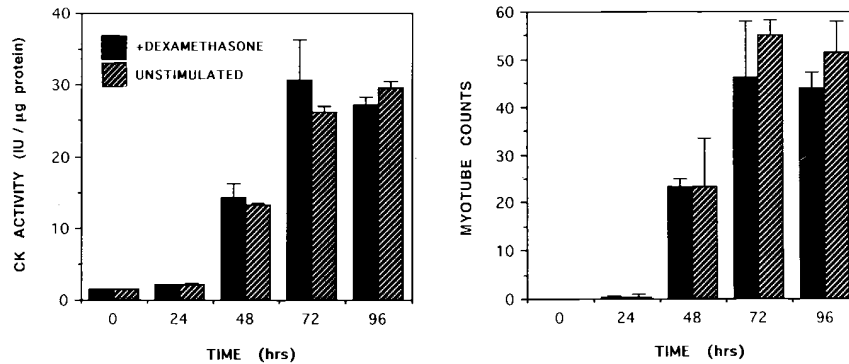 40
30
20
10
0
CK ACTIVITY (IU / µg protein)
+DEXAMETHASONE
UNSTIMULATED
0 24 48 72 96
TIME (hrs)
60
50
40
30
20
10
0
MYOTUBE COUNTS
0 24 48 72 96
TIME (hrs)